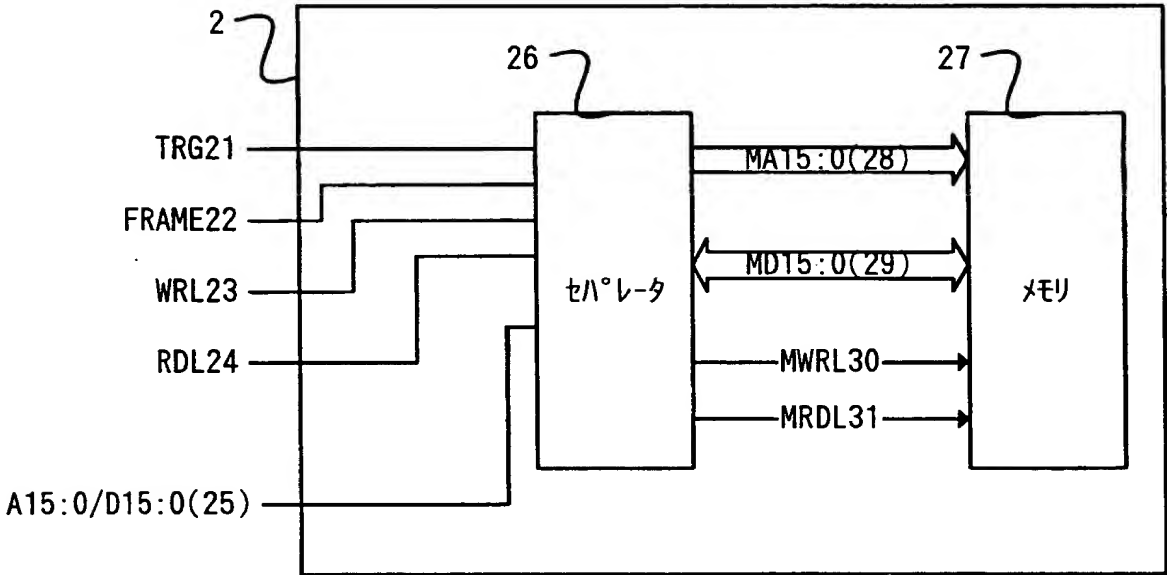 2
26
27
TRG21
MA15:0(28)
FRAME22
WRL23
MD15:0(29)
ｾﾊﾟﾚｰﾀ
ﾒﾓﾘ
RDL24
MWRL30
MRDL31
A15:0/D15:0(25)